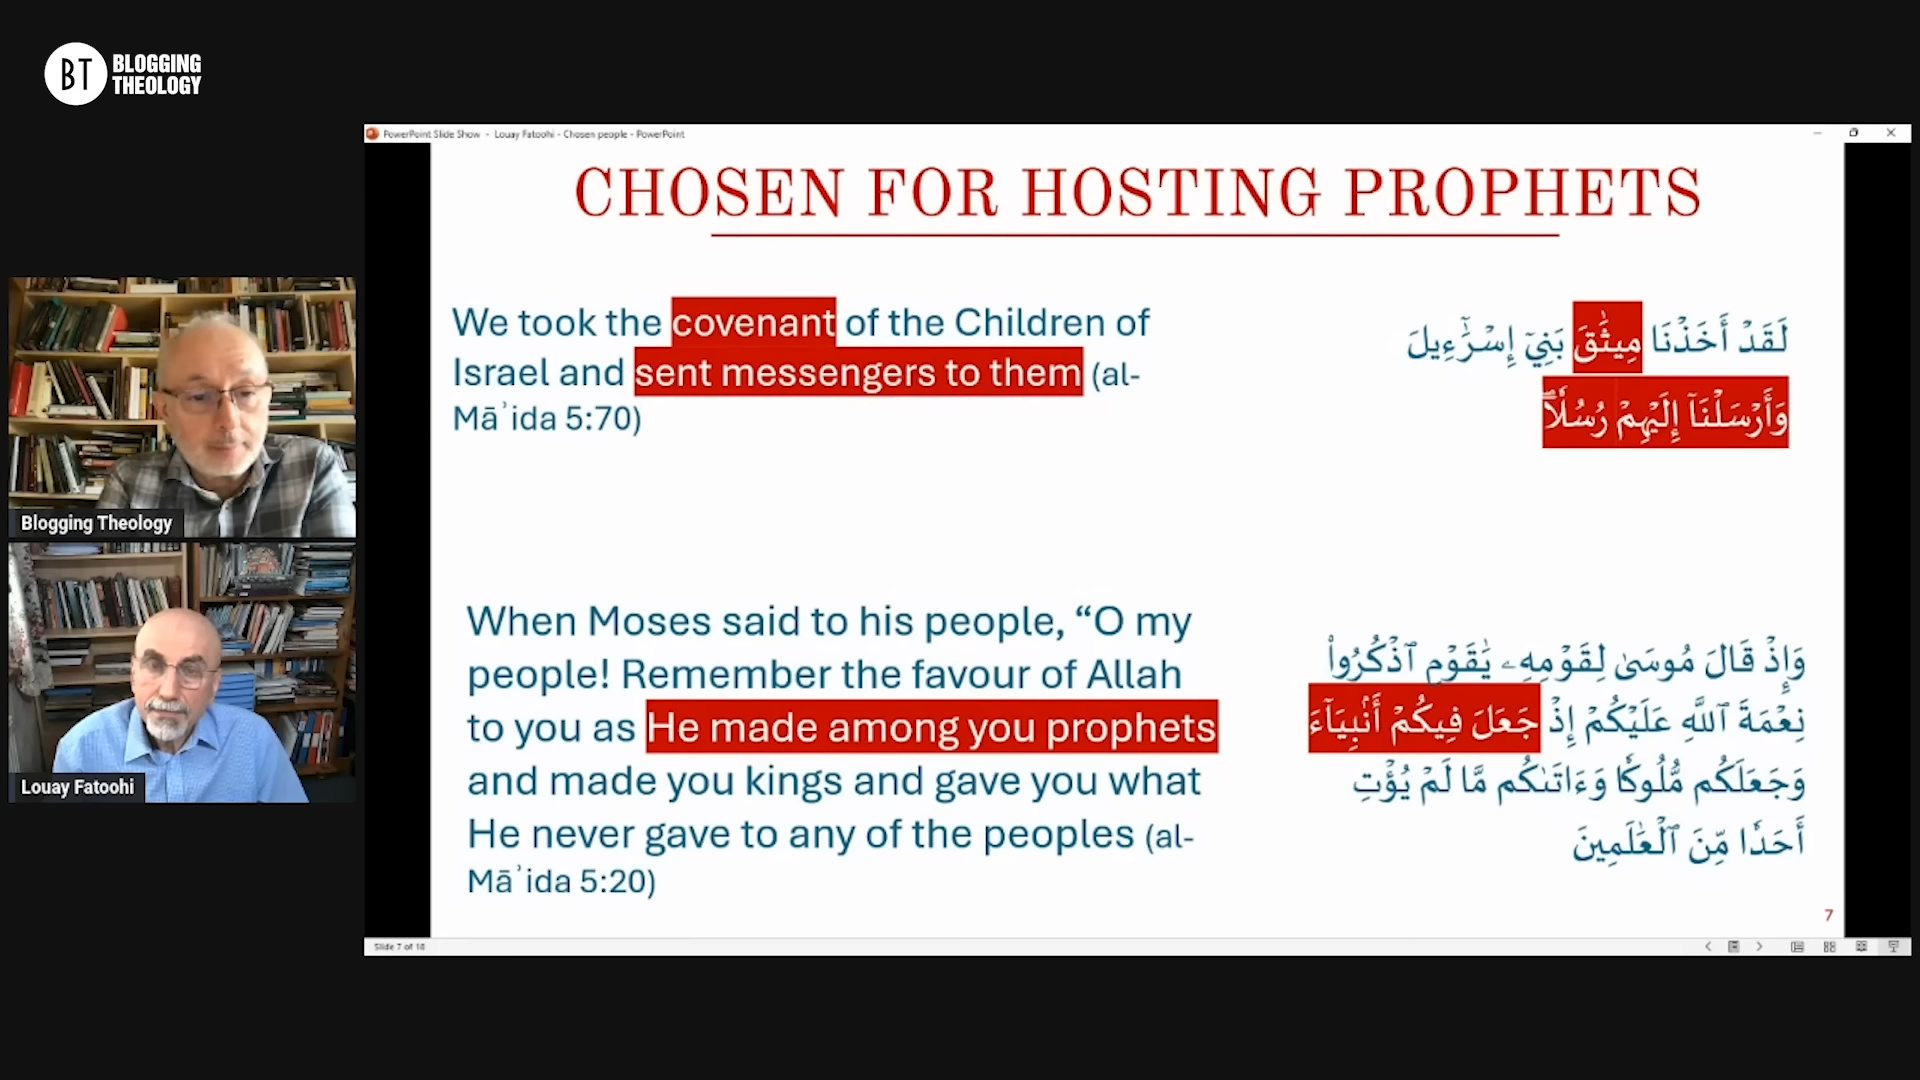 BT
BLOGGING
THEOLOGY
PowerPoint Slide Show - Louay Fatoohi - Chosen people - PowerPoint
CHOSEN FOR HOSTING PROPHETS
We took the covenant of the Children of
Israel and sent messengers to them (al-
Māʾida 5:70)
لَقَدْ أَخَذْنَا مِيثَٰقَ بَنِيٓ إِسْرَٰٓءِيلَ
وَأَرْسَلْنَآ إِلَيْهِمْ رُسُلًاۖ
When Moses said to his people, “O my
people! Remember the favour of Allah
to you as He made among you prophets
and made you kings and gave you what
He never gave to any of the peoples (al-
Māʾida 5:20)
وَإِذْ قَالَ مُوسَىٰ لِقَوْمِهِۦ يَٰقَوْمِ ٱذْكُرُوا۟
نِعْمَةَ ٱللَّهِ عَلَيْكُمْ إِذْ جَعَلَ فِيكُمْ أَنۢبِيَآءَ
وَجَعَلَكُم مُّلُوكًا وَءَاتَىٰكُم مَّا لَمْ يُؤْتِ
أَحَدًا مِّنَ ٱلْعَٰلَمِينَ
7
Slide 7 of 18
Blogging Theology
Louay Fatoohi